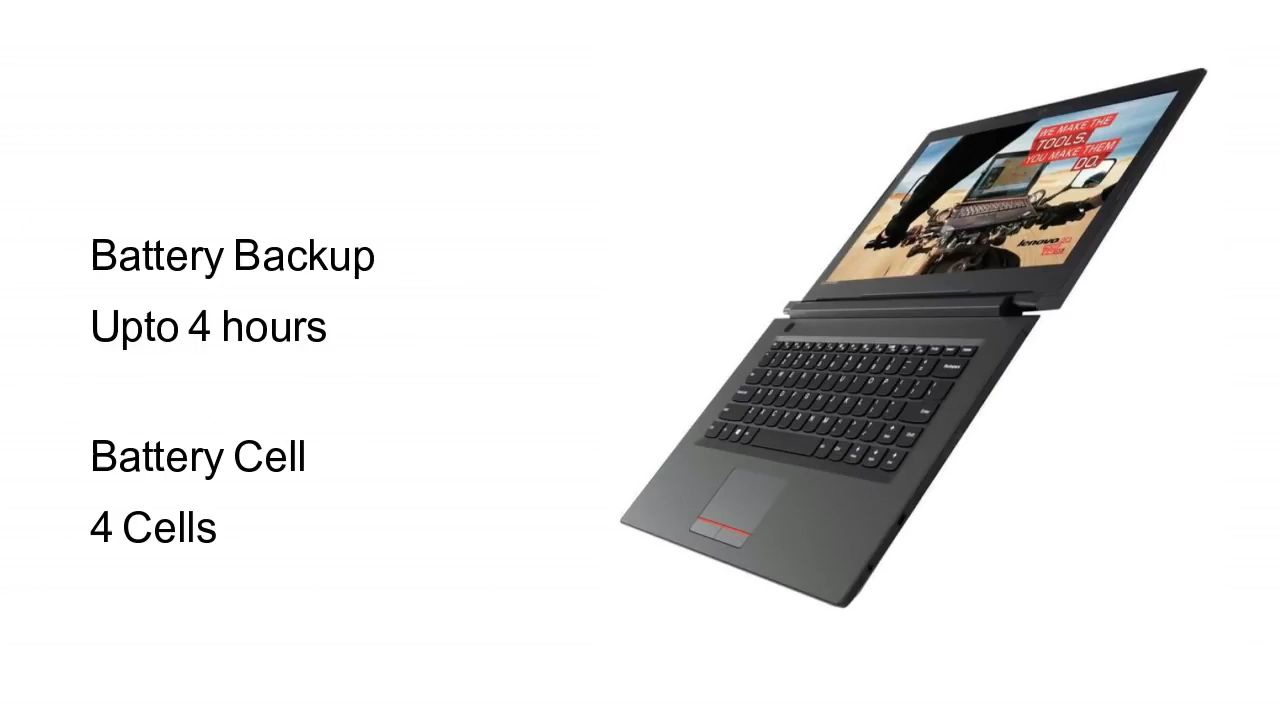 Battery Backup
Upto 4 hours
Battery Cell
4 Cells
WE MAKE THE
TOOLS.
YOU MAKE THEM
DO.
lenovo